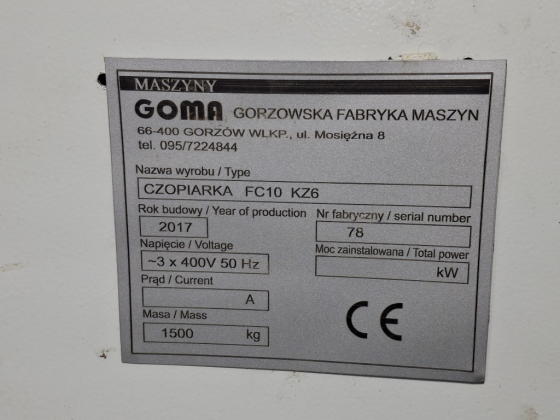 MASZYNY
GOMA GORZOWSKA FABRYKA MASZYN
66-400 GORZÓW WLKP., ul. Mosiężna 8
tel. 095/7224844
Nazwa wyrobu / Type
CZOPIARKA FC10 KZ6
Rok budowy / Year of production Nr fabryczny / serial number
2017 78
Napięcie / Voltage Moc zainstalowana / Total power
~3 x 400V 50 Hz kW
Prąd / Current
A
Masa / Mass
1500 kg
CE